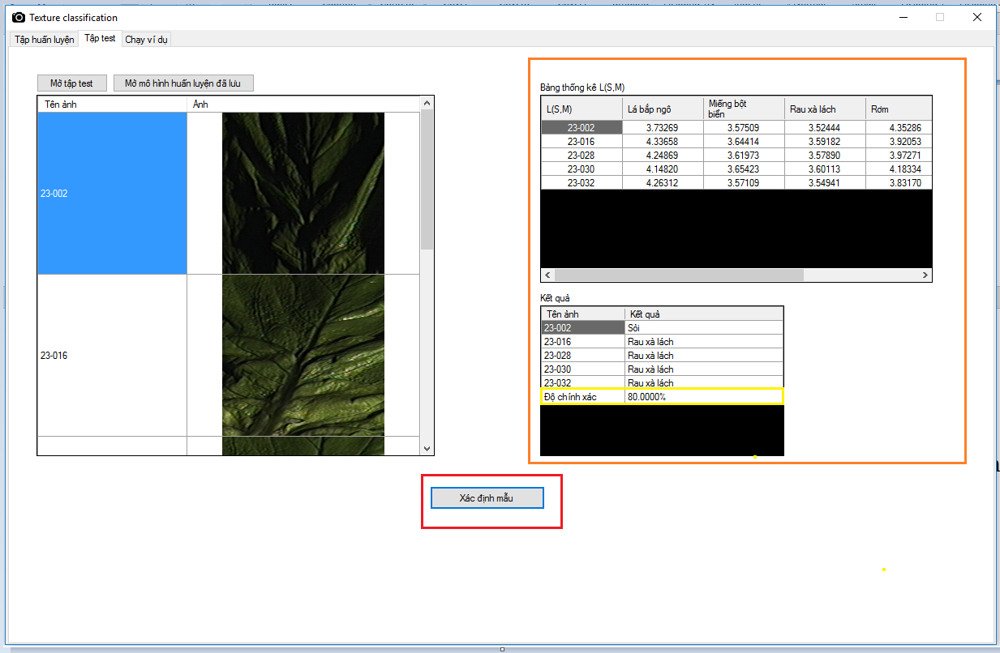 Texture classification
Tập huấn luyện Tập test Chạy ví dụ
Mở tập test Mở mô hình huấn luyện đã lưu
Tên ảnh Ảnh
23-002
23-016
Bảng thống kê L(S,M)
L(S,M) Lá bắp ngô Miếng bọt biển Rau xà lách Rơm
23-002 3.73269 3.57509 3.52444 4.35286
23-016 4.33658 3.64414 3.59182 3.92053
23-028 4.24869 3.61973 3.57890 3.97271
23-030 4.14820 3.65423 3.60113 4.18334
23-032 4.26312 3.57109 3.54941 3.83170
Kết quả
Tên ảnh Kết quả
23-002 Sỏi
23-016 Rau xà lách
23-028 Rau xà lách
23-030 Rau xà lách
23-032 Rau xà lách
Độ chính xác 80.0000%
Xác định mẫu